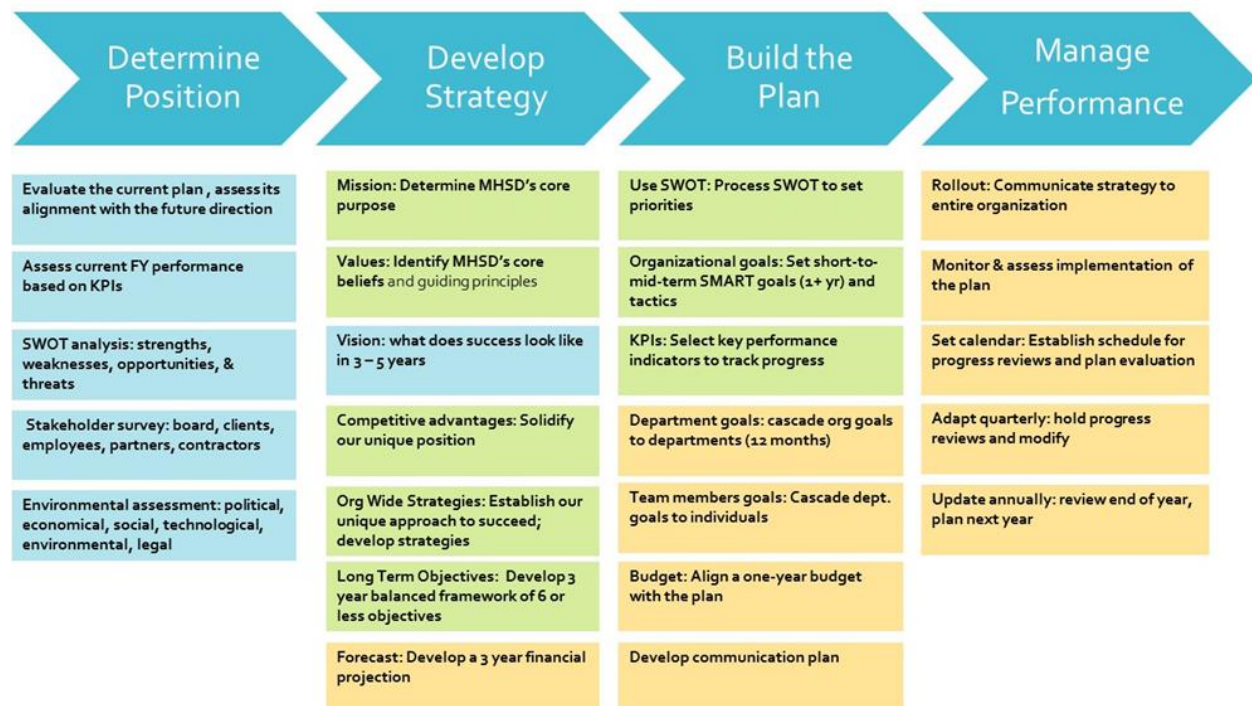 Determine
Position
Develop
Strategy
Build the
Plan
Manage
Performance
Evaluate the current plan , assess its
alignment with the future direction
Assess current FY performance
based on KPIs
SWOT analysis: strengths,
weaknesses, opportunities, &
threats
Stakeholder survey: board, clients,
employees, partners, contractors
Environmental assessment: political,
economical, social, technological,
environmental, legal
Mission: Determine MHSD’s core
purpose
Values: Identify MHSD’s core
beliefs and guiding principles
Vision: what does success look like
in 3 – 5 years
Competitive advantages: Solidify
our unique position
Org Wide Strategies: Establish our
unique approach to succeed;
develop strategies
Long Term Objectives: Develop 3
year balanced framework of 6 or
less objectives
Forecast: Develop a 3 year financial
projection
Use SWOT: Process SWOT to set
priorities
Organizational goals: Set short-to-
mid-term SMART goals (1+ yr) and
tactics
KPIs: Select key performance
indicators to track progress
Department goals: cascade org goals
to departments (12 months)
Team members goals: Cascade dept.
goals to individuals
Budget: Align a one-year budget
with the plan
Develop communication plan
Rollout: Communicate strategy to
entire organization
Monitor & assess implementation of
the plan
Set calendar: Establish schedule for
progress reviews and plan evaluation
Adapt quarterly: hold progress
reviews and modify
Update annually: review end of year,
plan next year